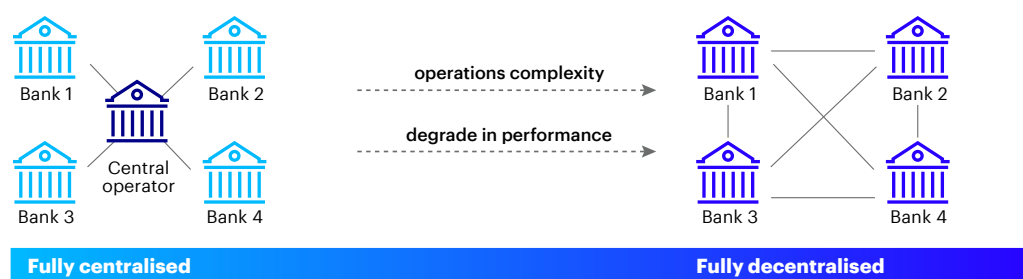 Bank 1
Bank 2
Central
operator
Bank 3
Bank 4
operations complexity
degrade in performance
Bank 1
Bank 2
Bank 3
Bank 4
Fully centralised
Fully decentralised